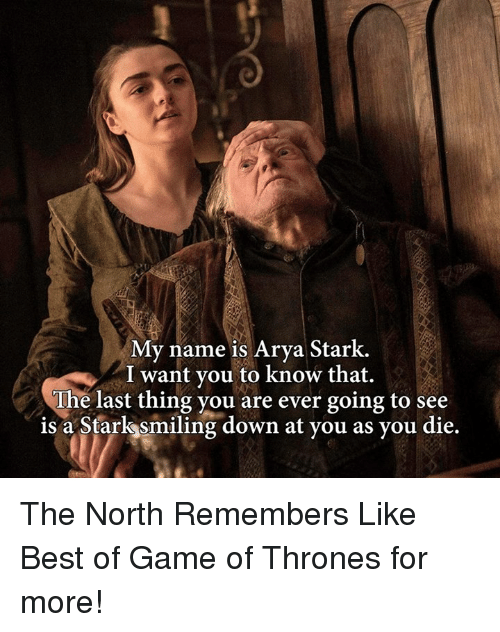 My name is Arya Stark.
I want you to know that.
The last thing you are ever going to see
is a Stark smiling down at you as you die.
The North Remembers Like
Best of Game of Thrones for
more!